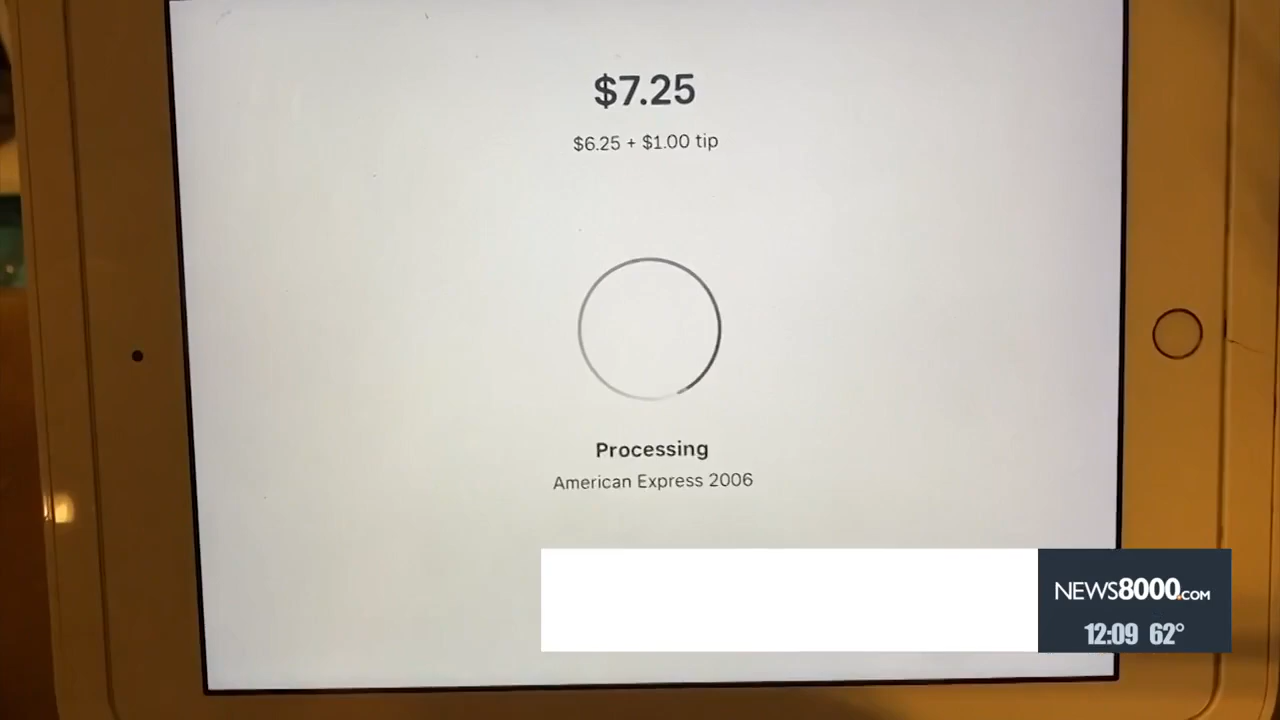 $7.25
$6.25 + $1.00 tip
Processing
American Express 2006
NEWS8000.COM
12:09 62°